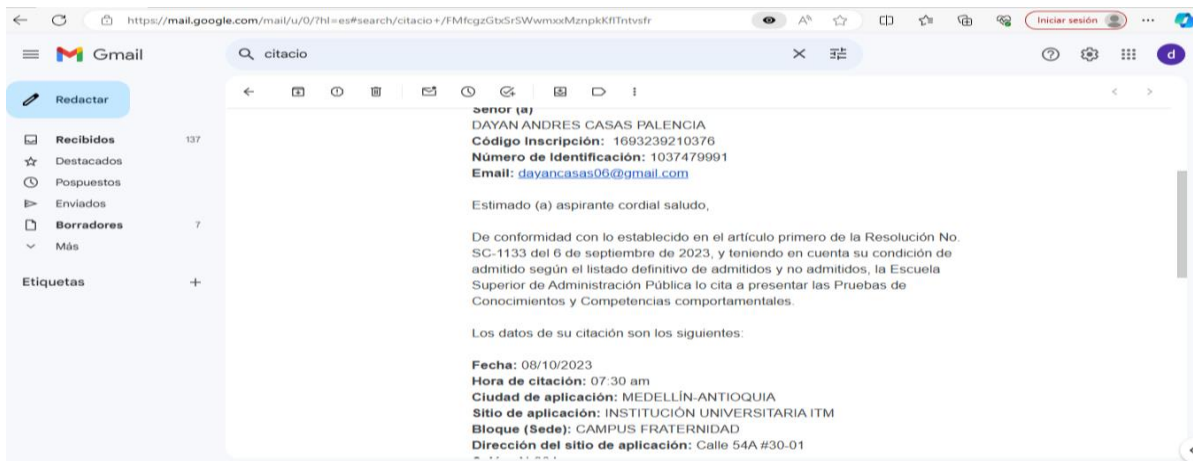 https://mail.google.com/mail/u/0/?hl=es#search/citacio+/FMfcgzGtxSrSWwmxxMznpkKflTntvsfr
Iniciar sesión
Gmail
citacio
d
Redactar
Recibidos 137
Destacados
Pospuestos
Enviados
Borradores 7
Más
Etiquetas
Señor (a)
DAYAN ANDRES CASAS PALENCIA
Código Inscripción: 1693239210376
Número de Identificación: 1037479991
Email: dayancasas06@gmail.com
Estimado (a) aspirante cordial saludo,
De conformidad con lo establecido en el artículo primero de la Resolución No.
SC-1133 del 6 de septiembre de 2023, y teniendo en cuenta su condición de
admitido según el listado definitivo de admitidos y no admitidos, la Escuela
Superior de Administración Pública lo cita a presentar las Pruebas de
Conocimientos y Competencias comportamentales.
Los datos de su citación son los siguientes:
Fecha: 08/10/2023
Hora de citación: 07:30 am
Ciudad de aplicación: MEDELLÍN-ANTIOQUIA
Sitio de aplicación: INSTITUCIÓN UNIVERSITARIA ITM
Bloque (Sede): CAMPUS FRATERNIDAD
Dirección del sitio de aplicación: Calle 54A #30-01